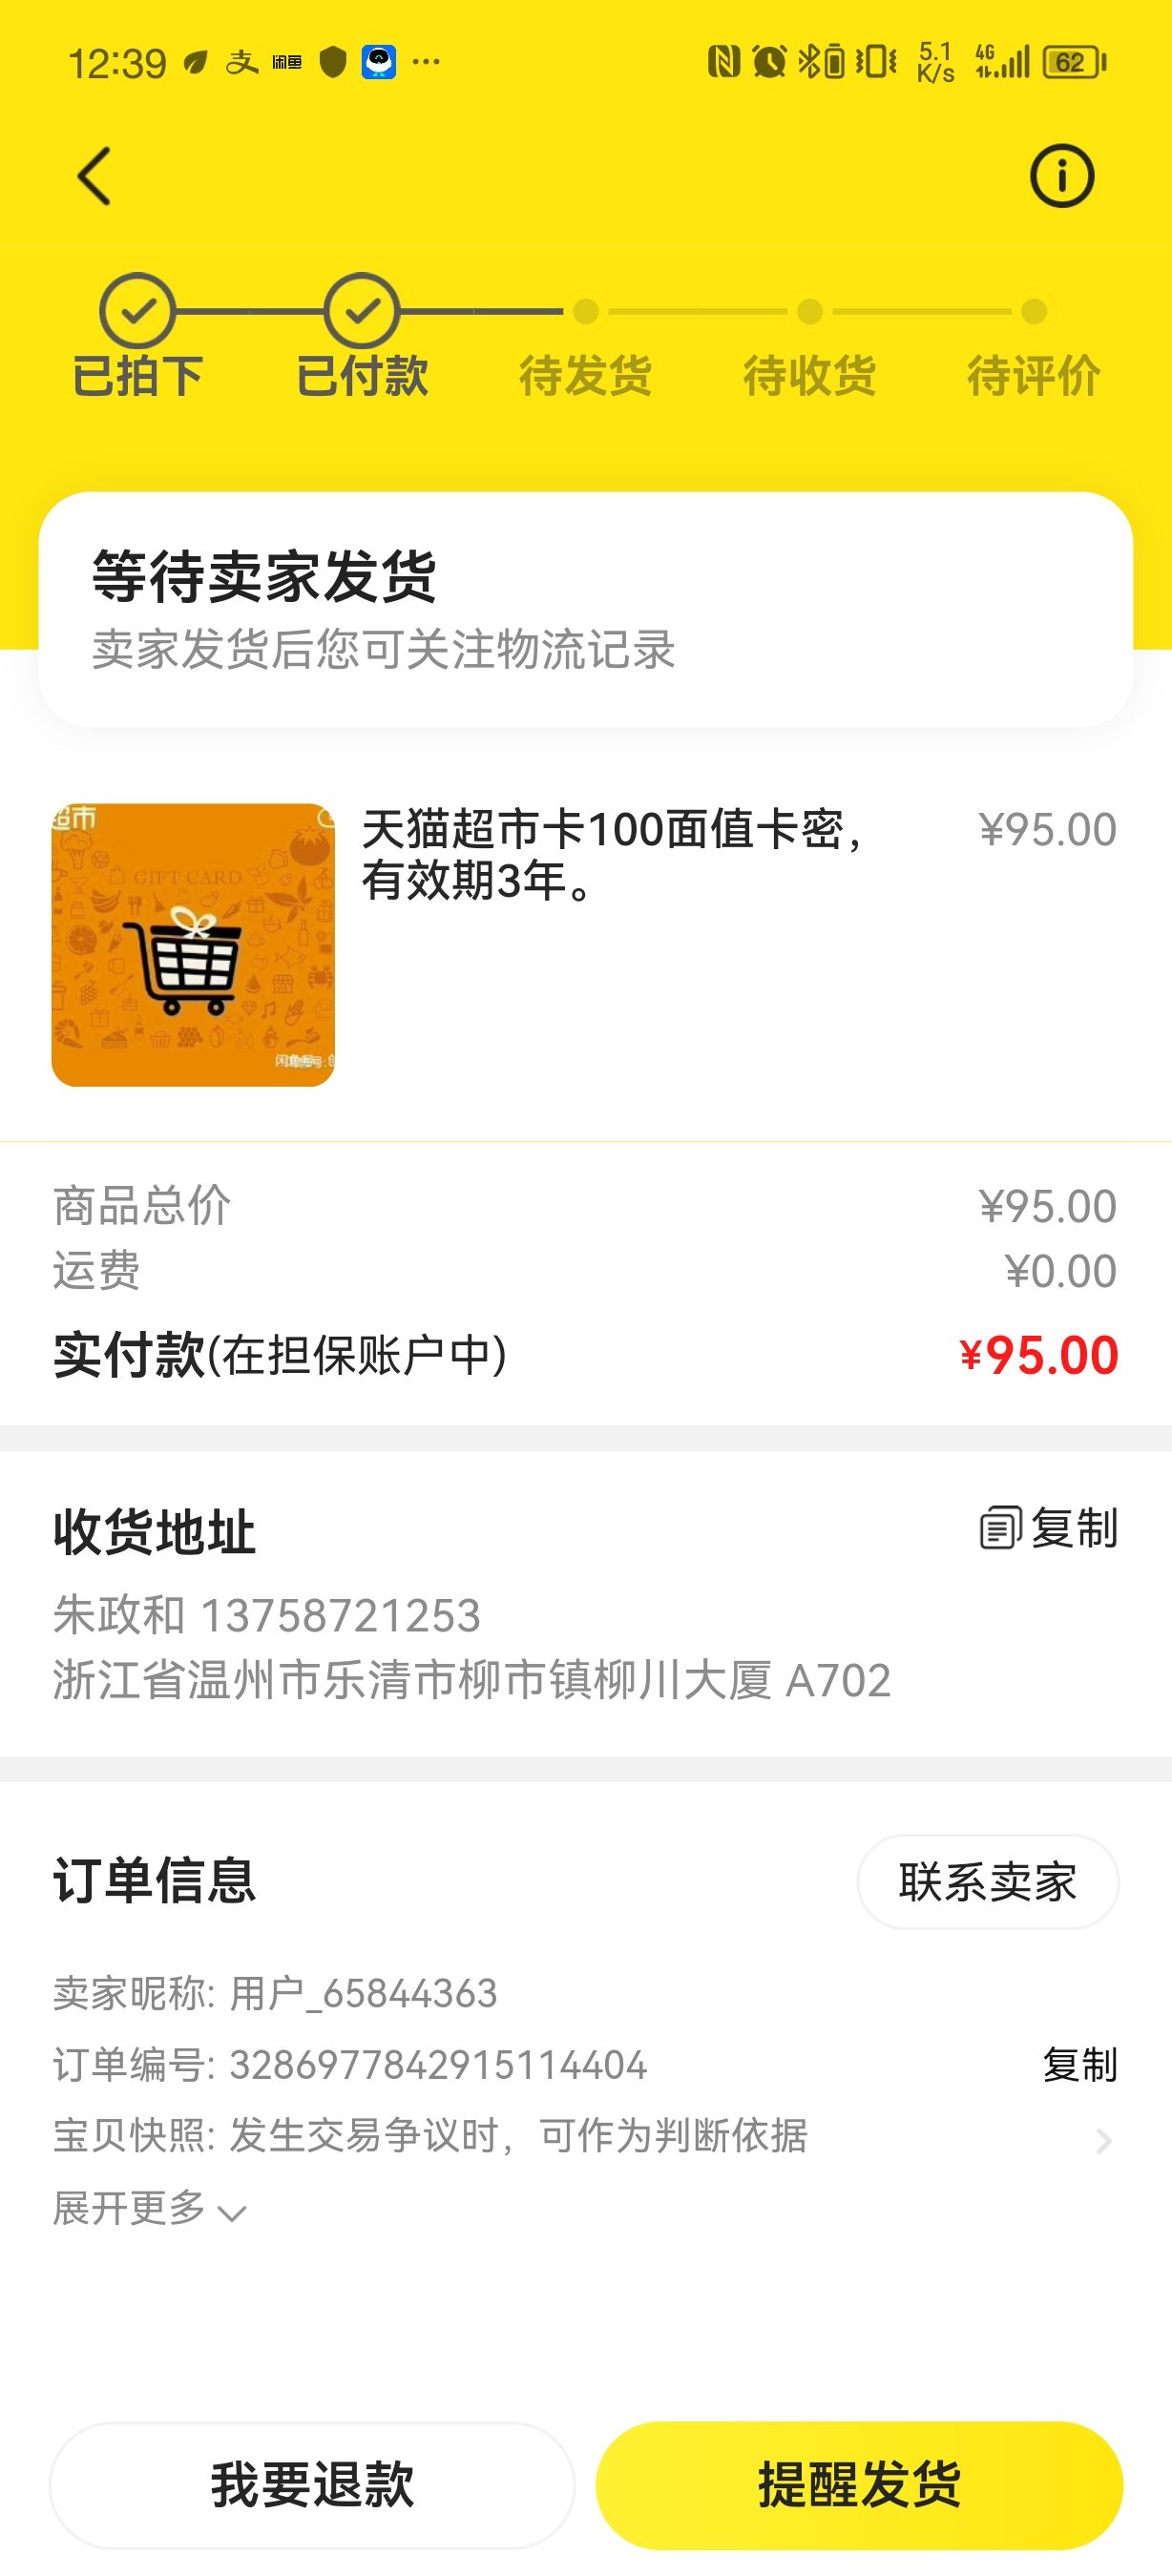 12:39 支 闲鱼 ··· 5.1 K/s 4G 62
已拍下 已付款 待发货 待收货 待评价
等待卖家发货
卖家发货后您可关注物流记录
超市
GIFT CARD
天猫超市卡100面值卡密， ¥95.00
有效期3年。
商品总价 ¥95.00
运费 ¥0.00
实付款(在担保账户中) ¥95.00
收货地址 复制
朱政和 13758721253
浙江省温州市乐清市柳市镇柳川大厦 A702
订单信息 联系卖家
卖家昵称: 用户_65844363
订单编号: 3286977842915114404 复制
宝贝快照: 发生交易争议时，可作为判断依据
展开更多
我要退款 提醒发货